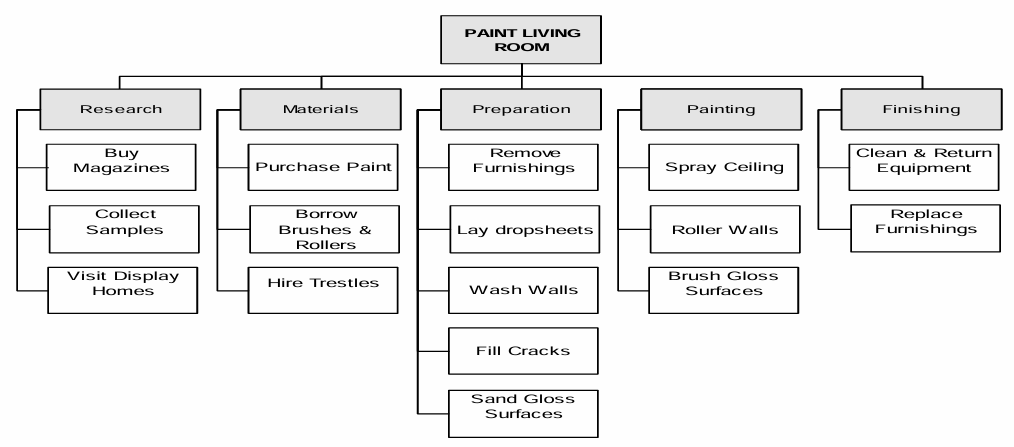 PAINT LIVING
ROOM
Research
Materials
Preparation
Painting
Finishing
Buy
Magazines
Collect
Samples
Visit Display
Homes
Purchase Paint
Borrow
Brushes &
Rollers
Hire Trestles
Remove
Furnishings
Lay dropsheets
Wash Walls
Fill Cracks
Sand Gloss
Surfaces
Spray Ceiling
Roller Walls
Brush Gloss
Surfaces
Clean & Return
Equipment
Replace
Furnishings